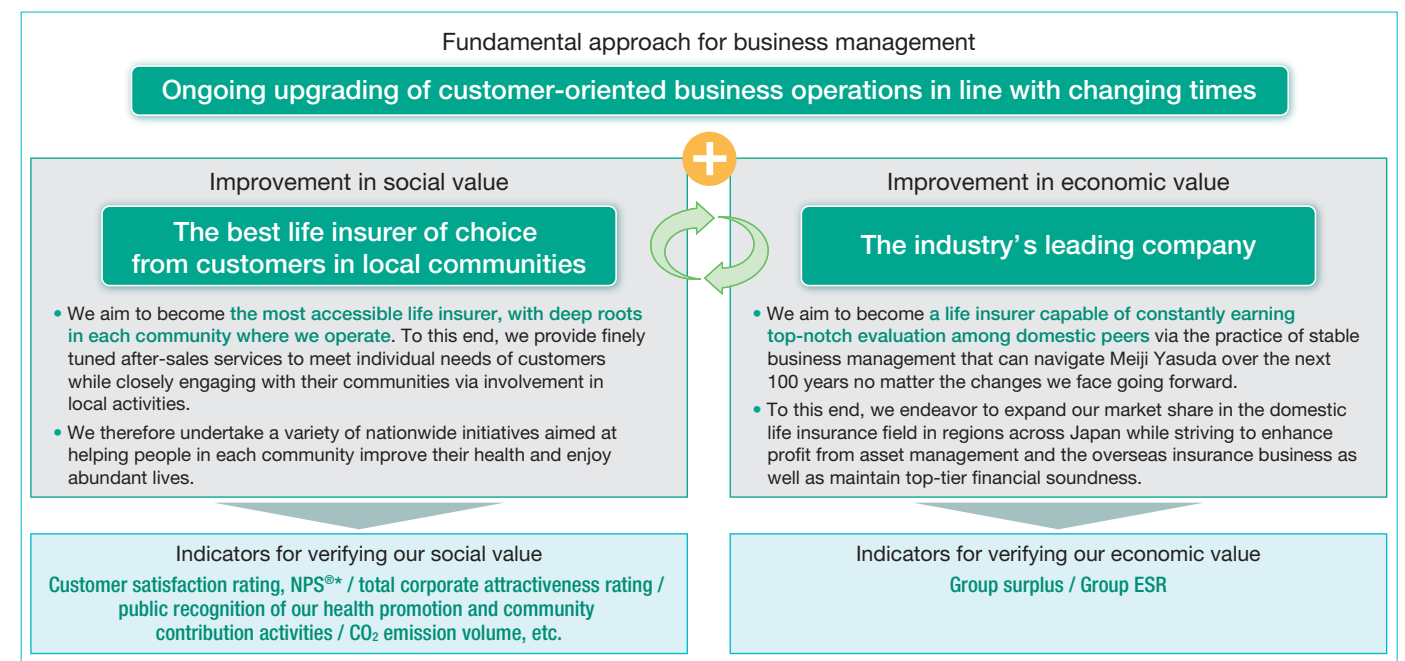 Fundamental approach for business management
Ongoing upgrading of customer-oriented business operations in line with changing times
Improvement in social value
The best life insurer of choice
from customers in local communities
• We aim to become the most accessible life insurer, with deep roots
in each community where we operate. To this end, we provide finely
tuned after-sales services to meet individual needs of customers
while closely engaging with their communities via involvement in
local activities.
• We therefore undertake a variety of nationwide initiatives aimed at
helping people in each community improve their health and enjoy
abundant lives.
Indicators for verifying our social value
Customer satisfaction rating, NPS®* / total corporate attractiveness rating /
public recognition of our health promotion and community
contribution activities / CO₂ emission volume, etc.
Improvement in economic value
The industry's leading company
• We aim to become a life insurer capable of constantly earning
top-notch evaluation among domestic peers via the practice of stable
business management that can navigate Meiji Yasuda over the next
100 years no matter the changes we face going forward.
• To this end, we endeavor to expand our market share in the domestic
life insurance field in regions across Japan while striving to enhance
profit from asset management and the overseas insurance business as
well as maintain top-tier financial soundness.
Indicators for verifying our economic value
Group surplus / Group ESR